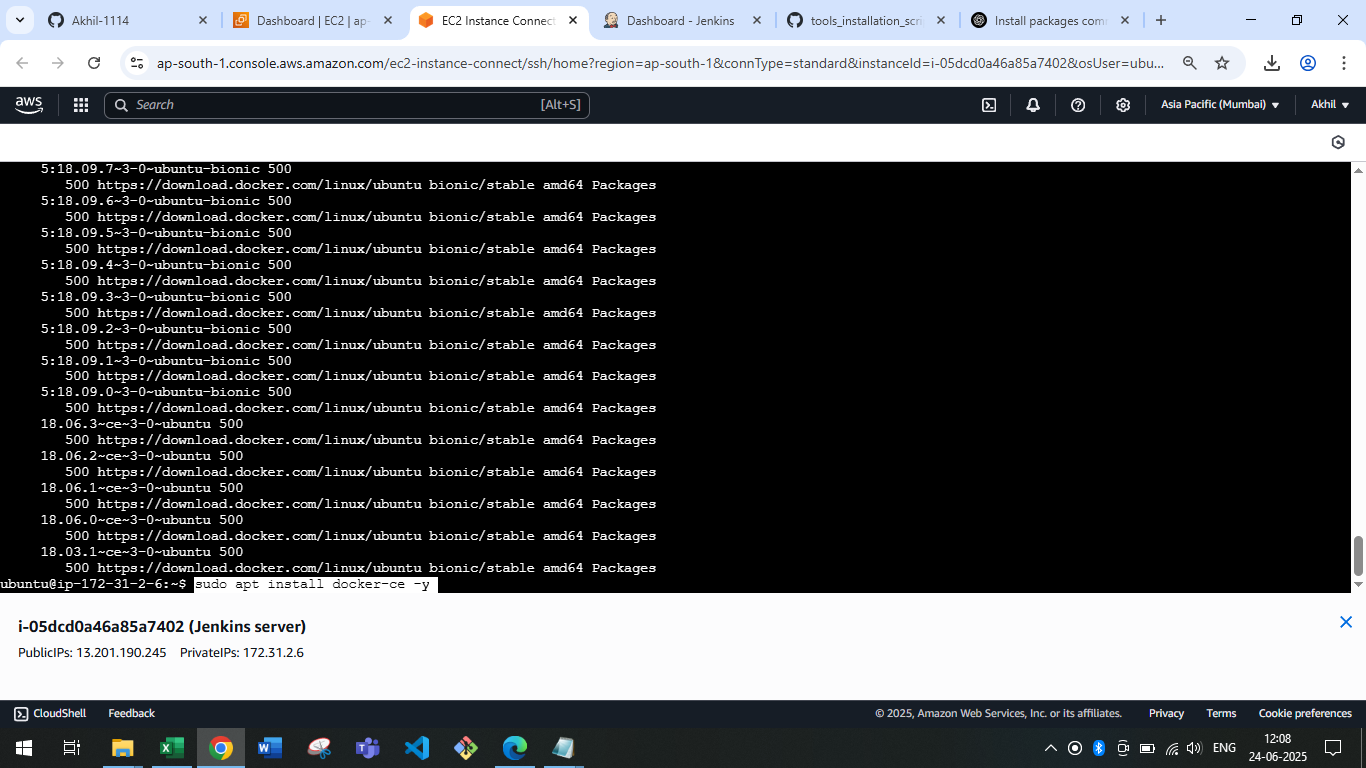 Akhil-1114
Dashboard | EC2 | ap-
EC2 Instance Connect
Dashboard - Jenkins
tools_installation_scri
Install packages com
ap-south-1.console.aws.amazon.com/ec2-instance-connect/ssh/home?region=ap-south-1&connType=standard&instanceId=i-05dcd0a46a85a7402&osUser=ubu...
aws
Search
[Alt+S]
Asia Pacific (Mumbai)
Akhil
5:18.09.7~3-0~ubuntu-bionic 500
500 https://download.docker.com/linux/ubuntu bionic/stable amd64 Packages
5:18.09.6~3-0~ubuntu-bionic 500
500 https://download.docker.com/linux/ubuntu bionic/stable amd64 Packages
5:18.09.5~3-0~ubuntu-bionic 500
500 https://download.docker.com/linux/ubuntu bionic/stable amd64 Packages
5:18.09.4~3-0~ubuntu-bionic 500
500 https://download.docker.com/linux/ubuntu bionic/stable amd64 Packages
5:18.09.3~3-0~ubuntu-bionic 500
500 https://download.docker.com/linux/ubuntu bionic/stable amd64 Packages
5:18.09.2~3-0~ubuntu-bionic 500
500 https://download.docker.com/linux/ubuntu bionic/stable amd64 Packages
5:18.09.1~3-0~ubuntu-bionic 500
500 https://download.docker.com/linux/ubuntu bionic/stable amd64 Packages
5:18.09.0~3-0~ubuntu-bionic 500
500 https://download.docker.com/linux/ubuntu bionic/stable amd64 Packages
18.06.3~ce~3-0~ubuntu 500
500 https://download.docker.com/linux/ubuntu bionic/stable amd64 Packages
18.06.2~ce~3-0~ubuntu 500
500 https://download.docker.com/linux/ubuntu bionic/stable amd64 Packages
18.06.1~ce~3-0~ubuntu 500
500 https://download.docker.com/linux/ubuntu bionic/stable amd64 Packages
18.06.0~ce~3-0~ubuntu 500
500 https://download.docker.com/linux/ubuntu bionic/stable amd64 Packages
18.03.1~ce~3-0~ubuntu 500
500 https://download.docker.com/linux/ubuntu bionic/stable amd64 Packages
ubuntu@ip-172-31-2-6:~$ sudo apt install docker-ce -y
i-05dcd0a46a85a7402 (Jenkins server)
PublicIPs: 13.201.190.245 PrivateIPs: 172.31.2.6
CloudShell
Feedback
© 2025, Amazon Web Services, Inc. or its affiliates.
Privacy
Terms
Cookie preferences
ENG
12:08
24-06-2025